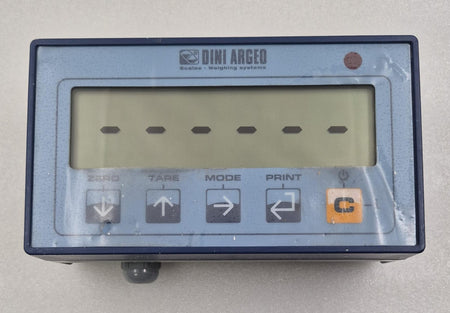 DINI ARGEO
Scales - Weighing systems
- - - - - -
ZERO TARE MODE PRINT
C